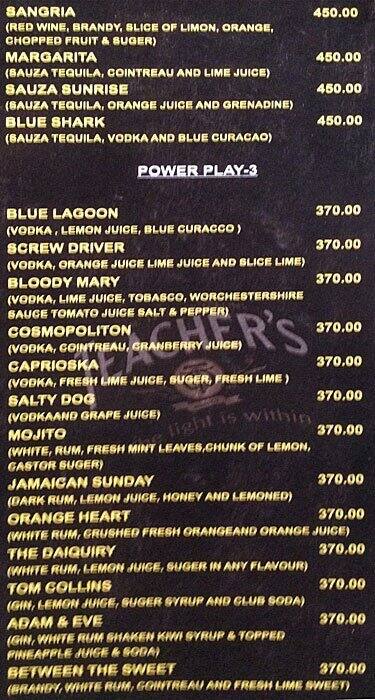 SANGRIA 450.00
(RED WINE, BRANDY, SLICE OF LIMON, ORANGE,
CHOPPED FRUIT & SUGER)
MARGARITA 450.00
(SAUZA TEQUILA, COINTREAU AND LIME JUICE)
SAUZA SUNRISE 450.00
(SAUZA TEQUILA, ORANGE JUICE AND GRENADINE)
BLUE SHARK 450.00
(SAUZA TEQUILA, VODKA AND BLUE CURACAO)
POWER PLAY-3
BLUE LAGOON 370.00
(VODKA , LEMON JUICE, BLUE CURACCO )
SCREW DRIVER 370.00
(VODKA, ORANGE JUICE LIME JUICE AND SLICE LIME)
BLOODY MARY 370.00
(VODKA, LIME JUICE, TOBASCO, WORCHESTERSHIRE
SAUCE TOMATO JUICE SALT & PEPPER)
COSMOPOLITON 370.00
(VODKA, COINTREAU, CRANBERRY JUICE)
CAPRIOSKA 370.00
(VODKA, FRESH LIME JUICE, SUGER, FRESH LIME )
SALTY DOG 370.00
(VODKAAND GRAPE JUICE)
MOJITO 370.00
(WHITE, RUM, FRESH MINT LEAVES,CHUNK OF LEMON,
CASTOR SUGER)
JAMAICAN SUNDAY 370.00
(DARK RUM, LEMON JUICE, HONEY AND LEMONED)
ORANGE HEART 370.00
(WHITE RUM, CRUSHED FRESH ORANGEAND ORANGE JUICE)
THE DAIQUIRY 370.00
(WHITE RUM, LEMON JUICE, SUGER IN ANY FLAVOUR)
TOM COLLINS 370.00
(GIN, LEMON JUICE, SUGER SYRUP AND CLUB SODA)
ADAM & EVE 370.00
(GIN, WHITE RUM SHAKEN KIWI SYRUP & TOPPED
PINEAPPLE JUICE & SODA)
BETWEEN THE SWEET 370.00
(BRANDY, WHITE RUM, COINTREAU AND FRESH LIME SWEET)
TEACHER'S
light is within